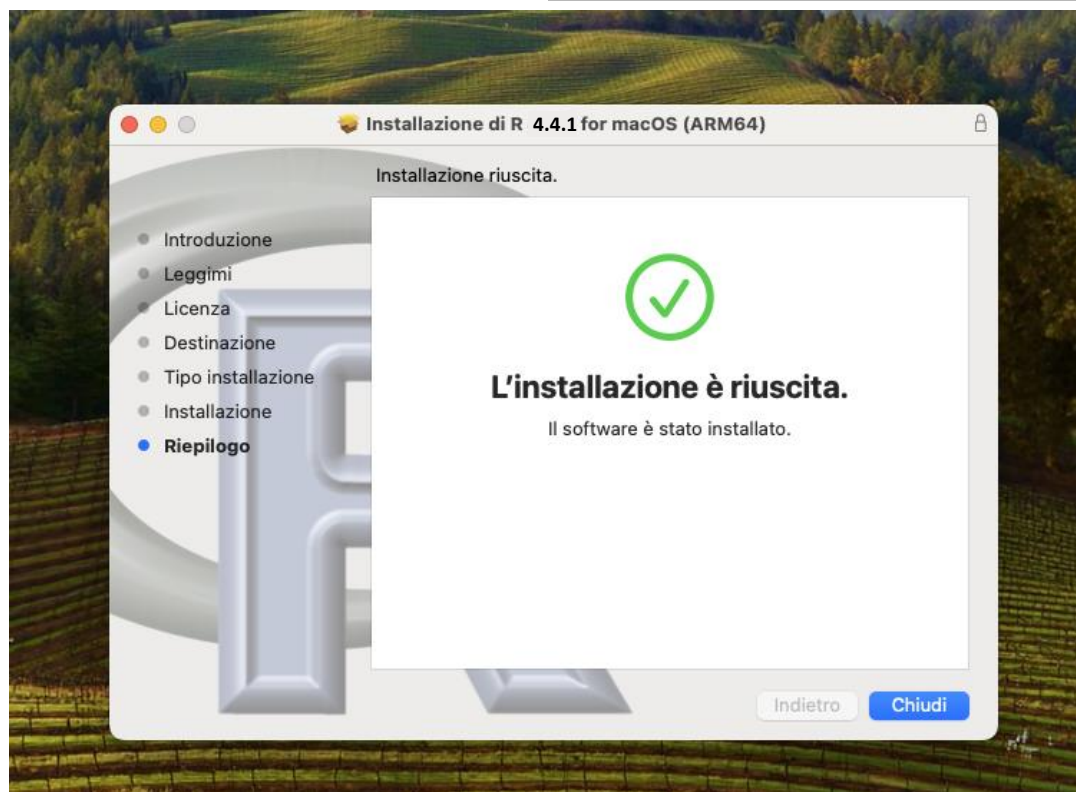 Installazione di R 4.4.1 for macOS (ARM64)
Installazione riuscita.
Introduzione
Leggimi
Licenza
Destinazione
Tipo installazione
Installazione
Riepilogo
L'installazione è riuscita.
Il software è stato installato.
Indietro
Chiudi